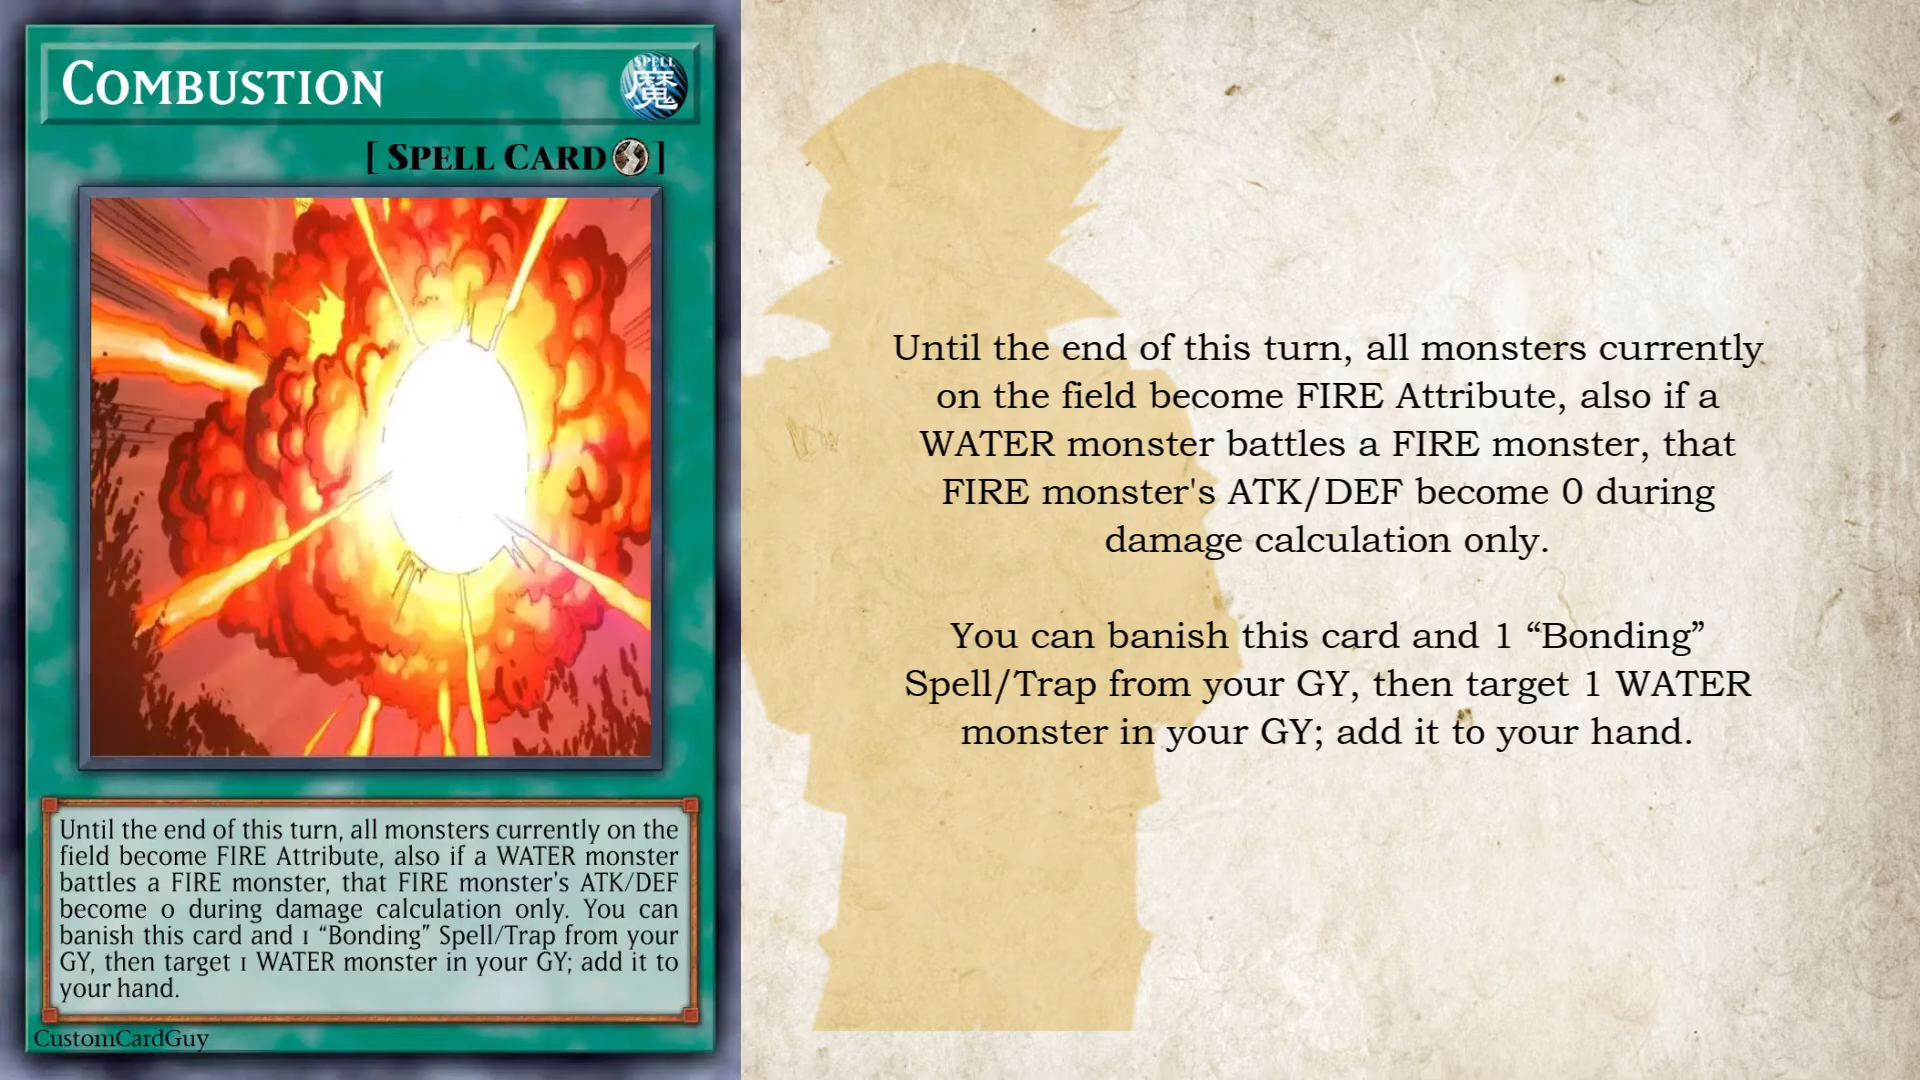 COMBUSTION
SPELL
魔
[ SPELL CARD ]
Until the end of this turn, all monsters currently on the
field become FIRE Attribute, also if a WATER monster
battles a FIRE monster, that FIRE monster's ATK/DEF
become 0 during damage calculation only. You can
banish this card and 1 “Bonding” Spell/Trap from your
GY, then target 1 WATER monster in your GY; add it to
your hand.
CustomCardGuy
Until the end of this turn, all monsters currently
on the field become FIRE Attribute, also if a
WATER monster battles a FIRE monster, that
FIRE monster's ATK/DEF become 0 during
damage calculation only.
You can banish this card and 1 “Bonding”
Spell/Trap from your GY, then target 1 WATER
monster in your GY; add it to your hand.